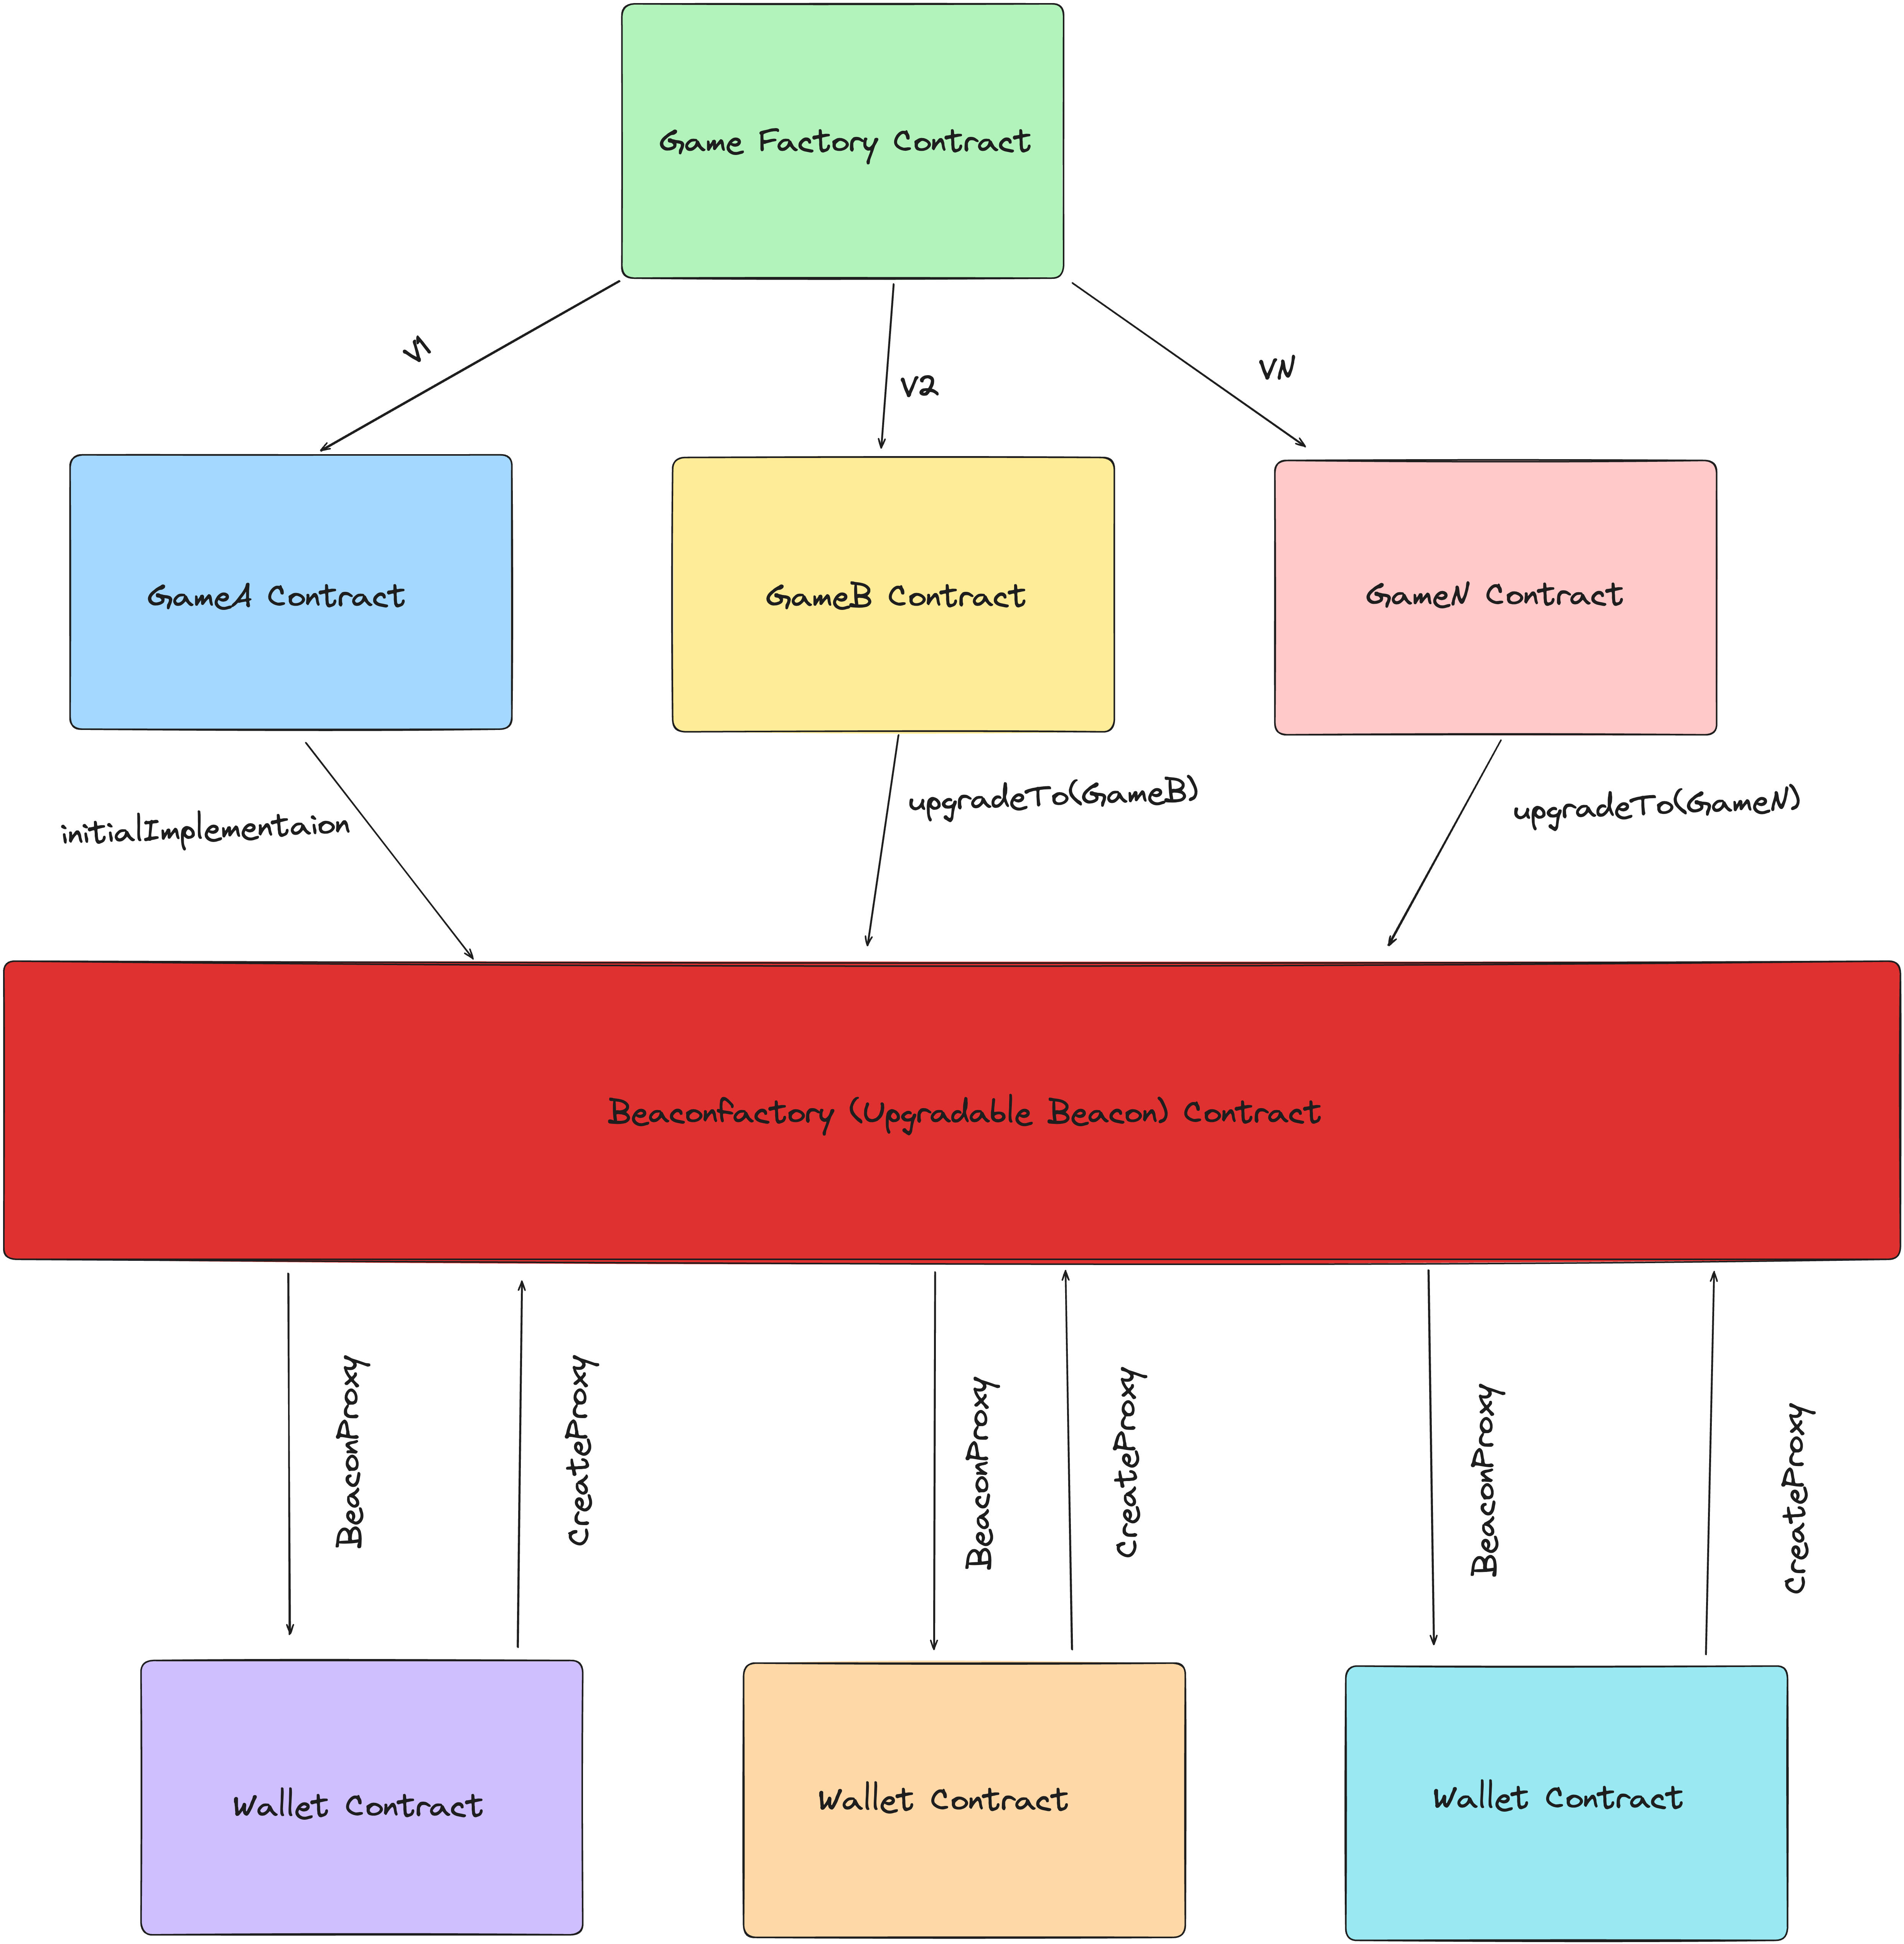 Game Factory Contract
V1
V2
VN
GameA Contract
GameB Contract
GameN Contract
initialImplementaion
upgradeTo(GameB)
upgradeTo(GameN)
Beaconfactory (Upgradable Beacon) Contract
BeaconProxy
createProxy
BeaconProxy
createProxy
BeaconProxy
createProxy
Wallet Contract
Wallet Contract
Wallet Contract